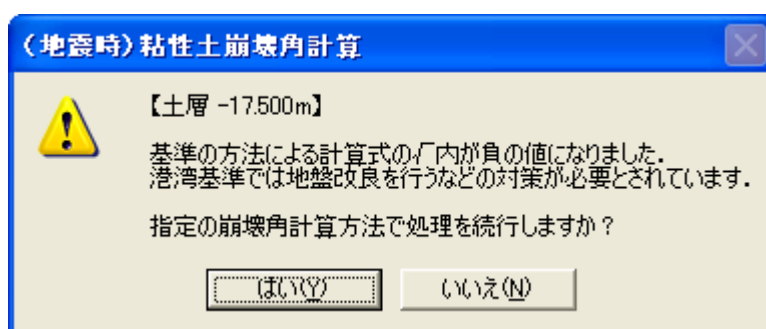 (地震時)粘性土崩壊角計算
【土層 -17.500m】
基準の方法による計算式の√内が負の値になりました.
港湾基準では地盤改良を行うなどの対策が必要とされています.
指定の崩壊角計算方法で処理を続行しますか?
はい(Y)
いいえ(N)